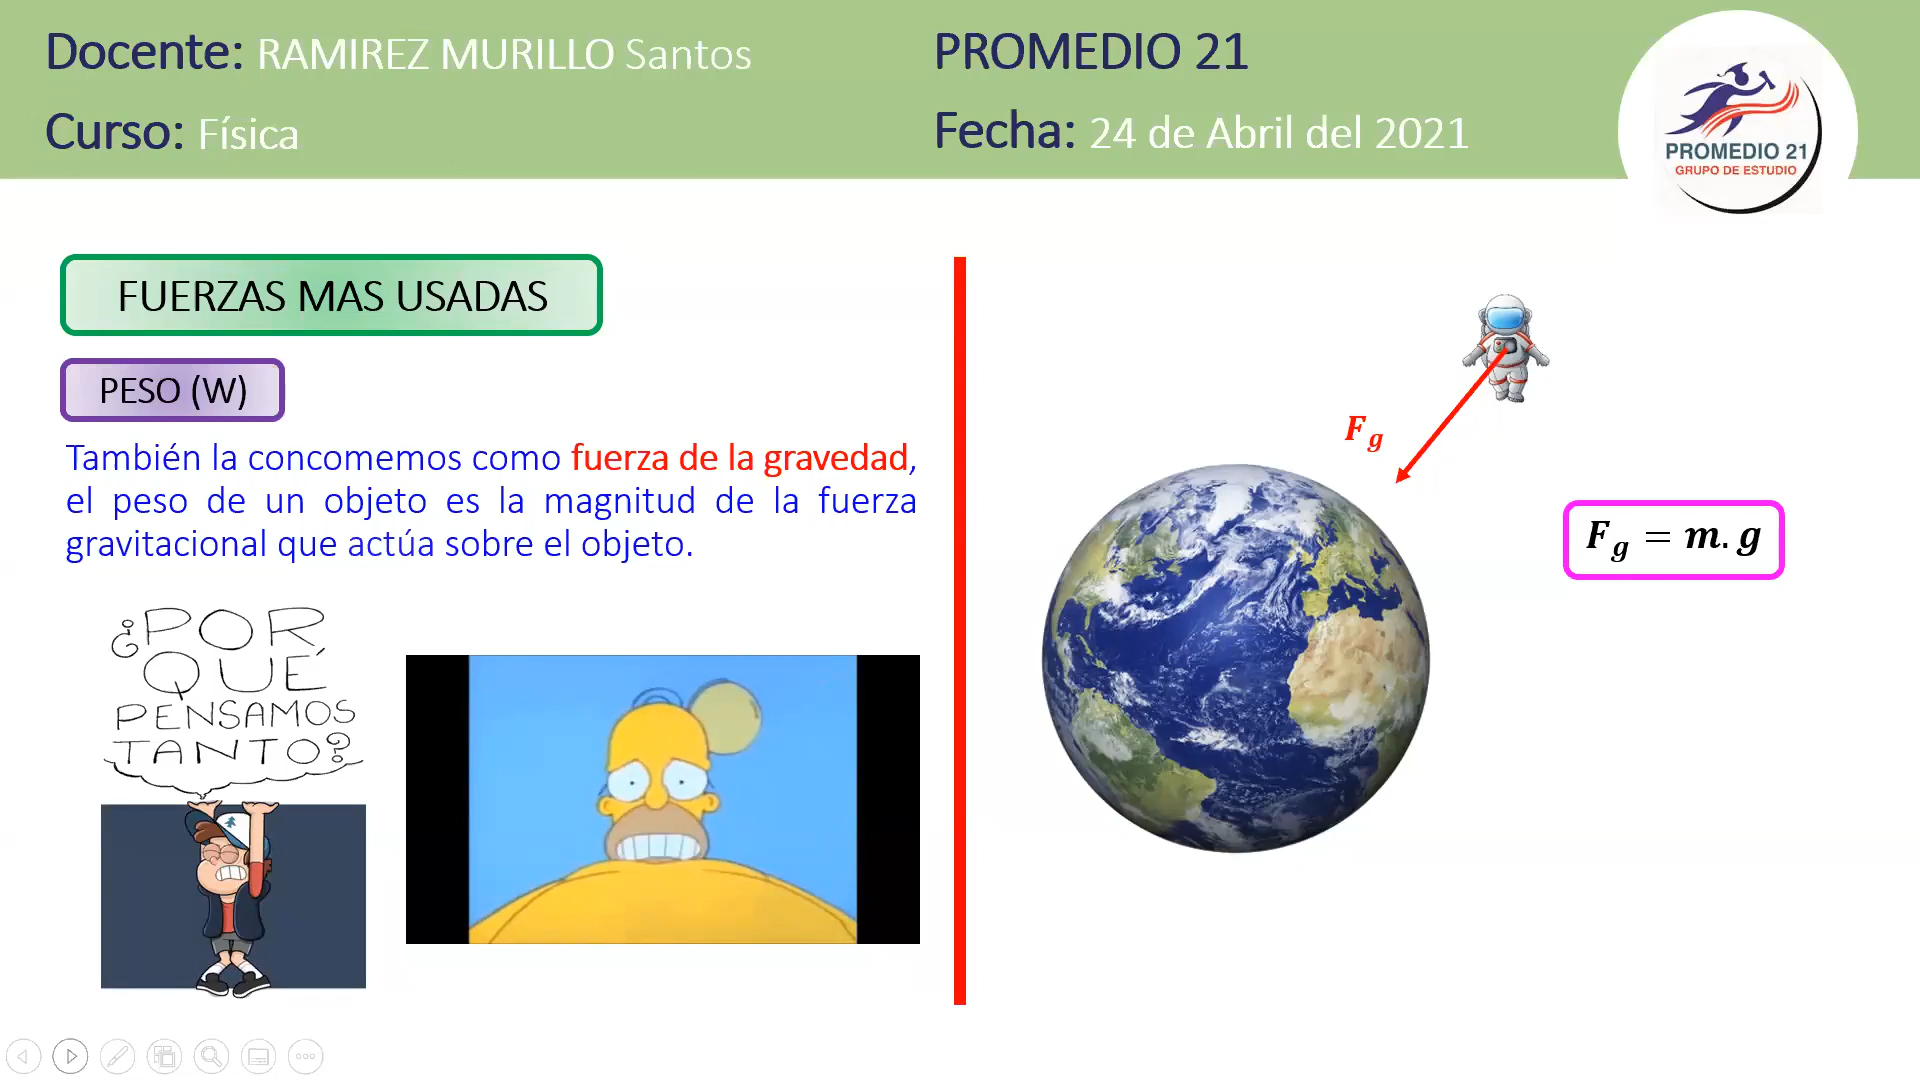 Docente: RAMIREZ MURILLO Santos
Curso: Física
PROMEDIO 21
Fecha: 24 de Abril del 2021
PROMEDIO 21
GRUPO DE ESTUDIO
FUERZAS MAS USADAS
PESO (W)
También la concomemos como fuerza de la gravedad,
el peso de un objeto es la magnitud de la fuerza
gravitacional que actúa sobre el objeto.
¿POR
QUÉ
PENSAMOS
TANTO?
F_g
F_g = m.g